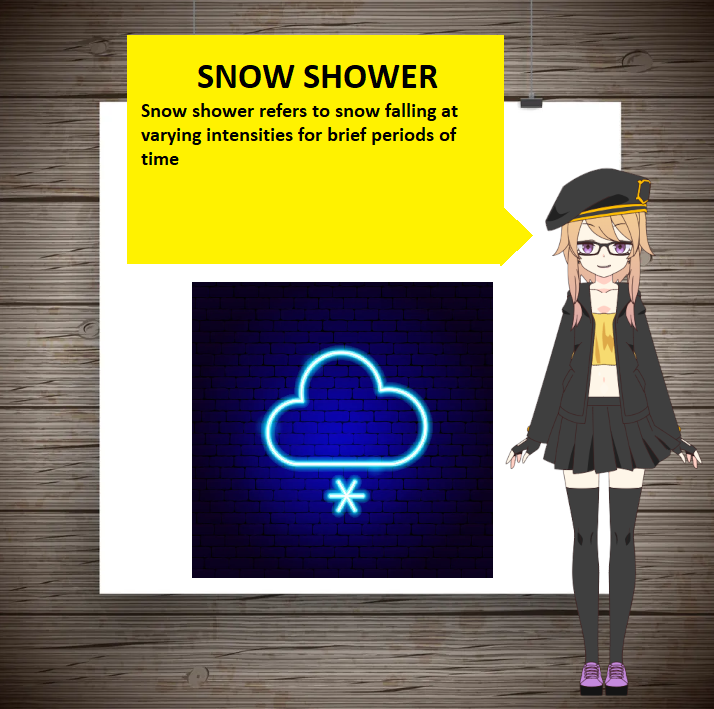 SNOW SHOWER
Snow shower refers to snow falling at
varying intensities for brief periods of
time